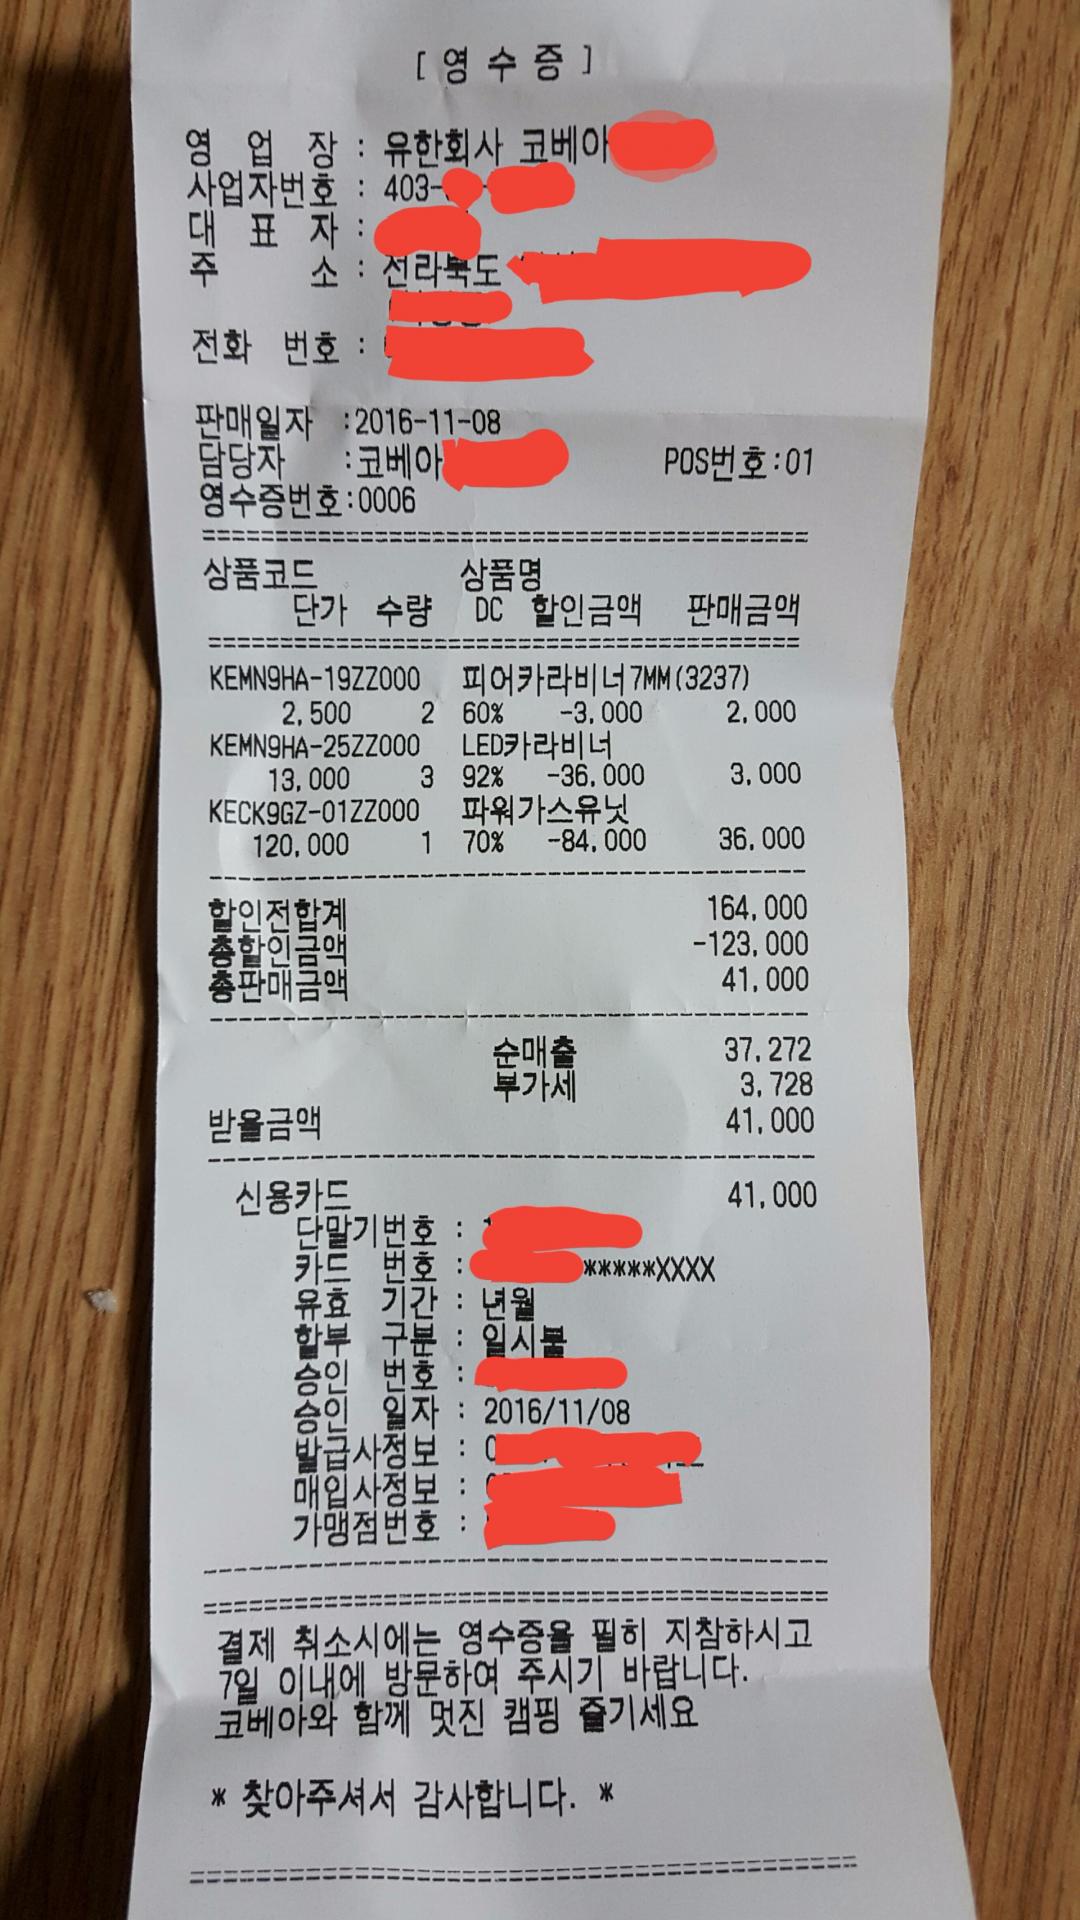 [ 영 수 증 ]
영 업 장 : 유한회사 코베아
사업자번호 : 403-
대 표 자 :
주 소 : 전라북도
전화 번호 :
판매일자 :2016-11-08
담당자 :코베아 POS번호:01
영수증번호:0006
상품코드 상품명
단가 수량 DC 할인금액 판매금액
KEMN9HA-19ZZ000 피어카라비너7MM(3237)
2,500 2 60% -3,000 2,000
KEMN9HA-25ZZ000 LED카라비너
13,000 3 92% -36,000 3,000
KECK9GZ-01ZZ000 파워가스유닛
120,000 1 70% -84,000 36,000
할인전합계 164,000
총할인금액 -123,000
총판매금액 41,000
순매출 37,272
부가세 3,728
받을금액 41,000
신용카드 41,000
단말기번호 :
카드 번호 : *****XXXX
유효 기간 : 년월
할부 구분 : 일시불
승인 번호 :
승인 일자 : 2016/11/08
발급사정보 : 0
매입사정보 :
가맹점번호 :
결제 취소시에는 영수증을 필히 지참하시고
7일 이내에 방문하여 주시기 바랍니다.
코베아와 함께 멋진 캠핑 즐기세요
* 찾아주셔서 감사합니다. *